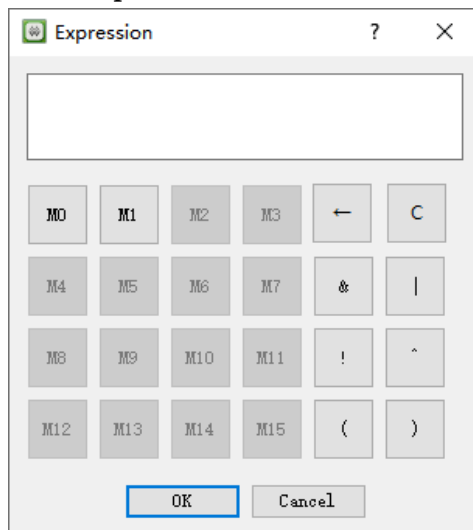 Expression ? ×
M0 M1 M2 M3 ← C
M4 M5 M6 M7 & |
M8 M9 M10 M11 ! ^
M12 M13 M14 M15 ( )
OK Cancel